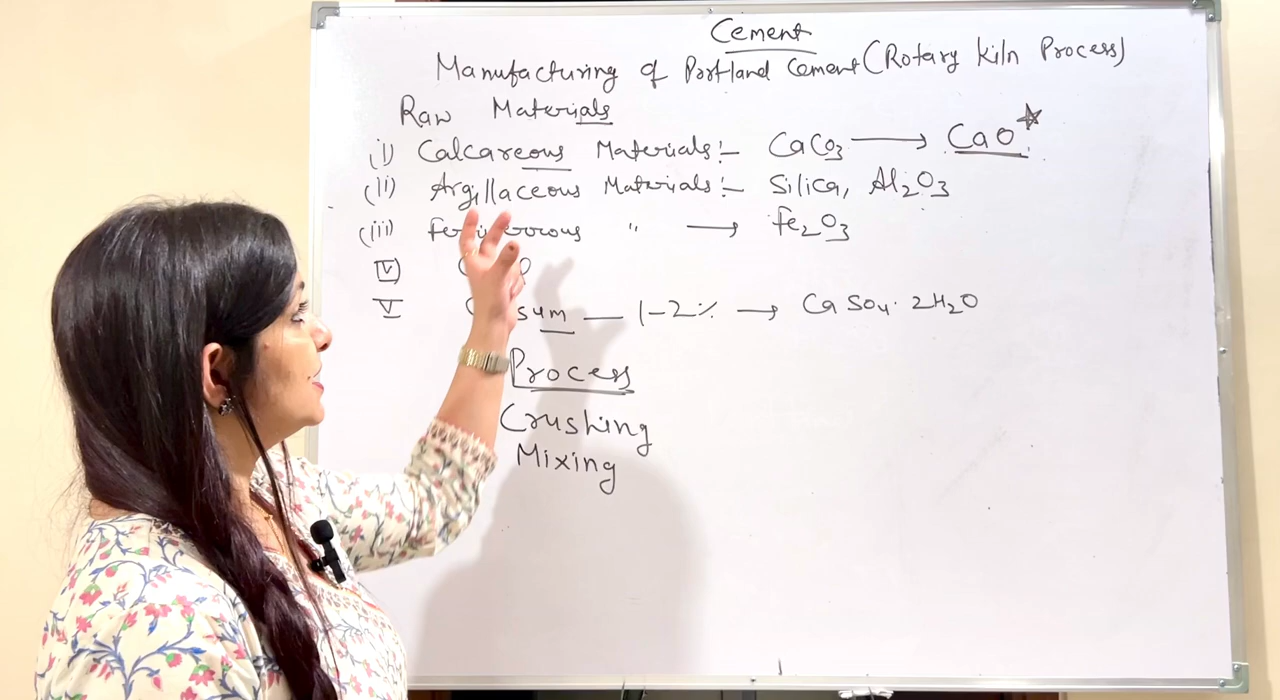 Cement
Manufacturing of Portland Cement (Rotary Kiln Process)
Raw Materials
(i) Calcareous Materials:- CaCO3 → CaO*
(ii) Argillaceous Materials:- Silica, Al2O3
(iii) " → Fe2O3
IV)
V sum — 1-2% → CaSO4·2H2O
Process
Crushing
Mixing